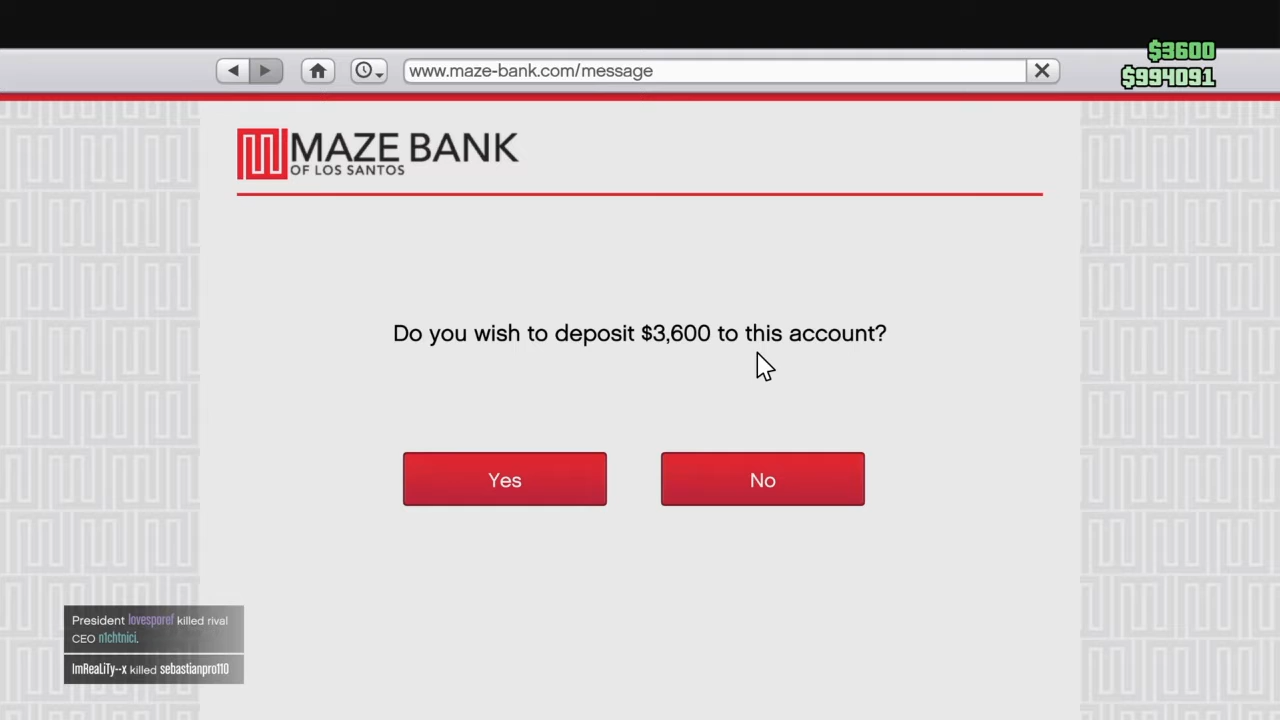 $3600
www.maze-bank.com/message
$994091
MAZE BANK
OF LOS SANTOS
Do you wish to deposit $3,600 to this account?
Yes
No
President lovesporef killed rival
CEO n1chtnici.
ImReaLiTy--x killed sebastianpro110